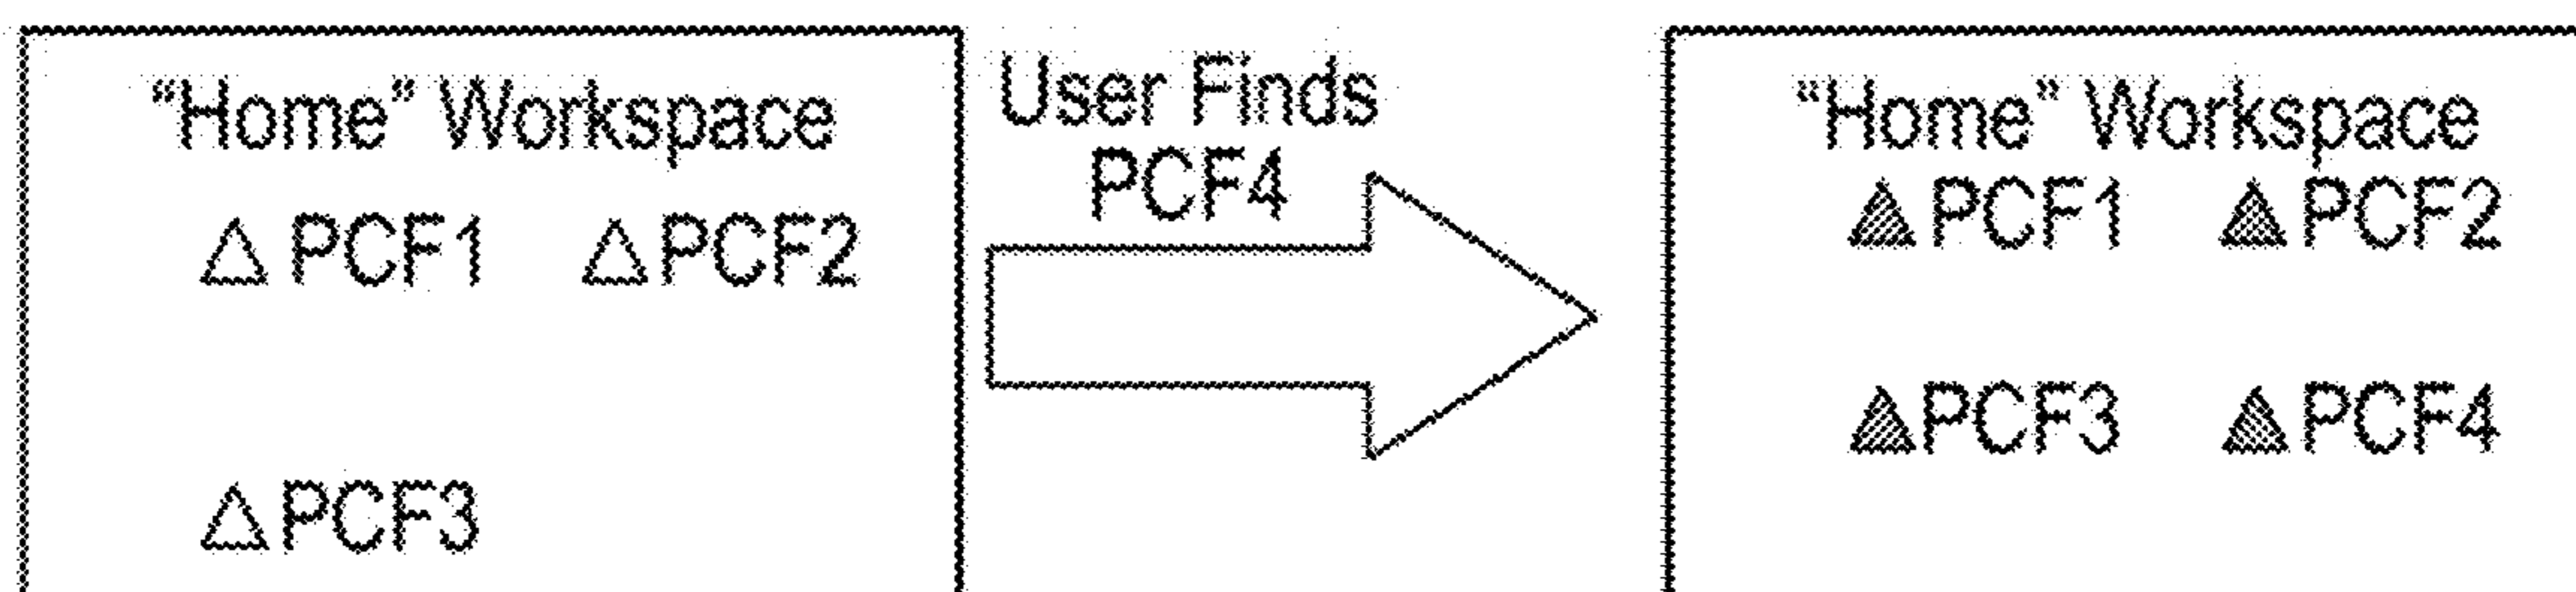 “Home” Workspace
PCF1 PCF2
PCF3
User Finds
PCF4
“Home” Workspace
PCF1 PCF2
PCF3 PCF4